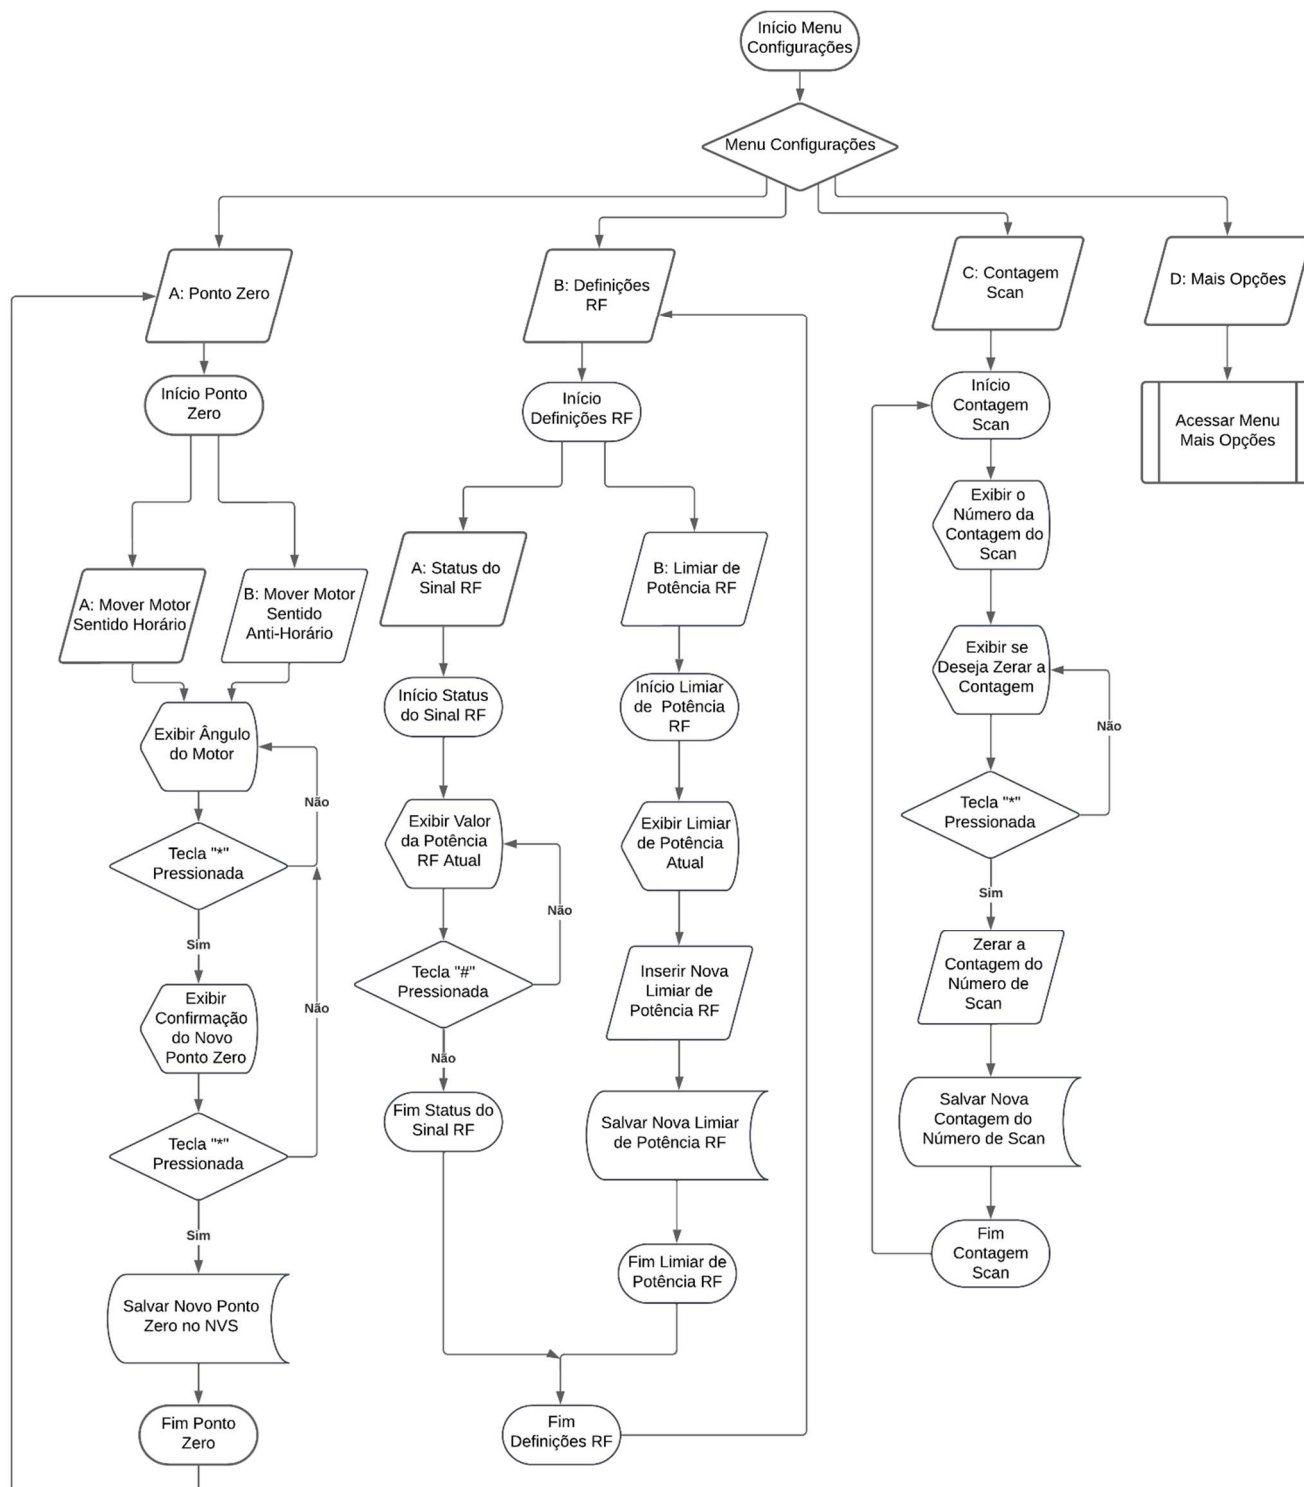 Início Menu
Configurações
Menu Configurações
A: Ponto Zero
Início Ponto
Zero
A: Mover Motor
Sentido Horário
B: Mover Motor
Sentido
Anti-Horário
Exibir Ângulo
do Motor
Não
Tecla "*"
Pressionada
Sim
Exibir
Confirmação
do Novo
Ponto Zero
Não
Tecla "*"
Pressionada
Sim
Salvar Novo Ponto
Zero no NVS
Fim Ponto
Zero
B: Definições
RF
Início
Definições RF
A: Status do
Sinal RF
Início Status
do Sinal RF
Exibir Valor
da Potência
RF Atual
Não
Tecla "#"
Pressionada
Não
Fim Status do
Sinal RF
B: Limiar de
Potência RF
Início Limiar
de Potência
RF
Exibir Limiar
de Potência
Atual
Inserir Nova
Limiar de
Potência RF
Salvar Nova Limiar
de Potência RF
Fim Limiar de
Potência RF
Fim
Definições RF
C: Contagem
Scan
Início
Contagem
Scan
Exibir o
Número da
Contagem do
Scan
Exibir se
Deseja Zerar a
Contagem
Não
Tecla "*"
Pressionada
Sim
Zerar a
Contagem do
Número de
Scan
Salvar Nova
Contagem do
Número de Scan
Fim
Contagem
Scan
D: Mais Opções
Acessar Menu
Mais Opções